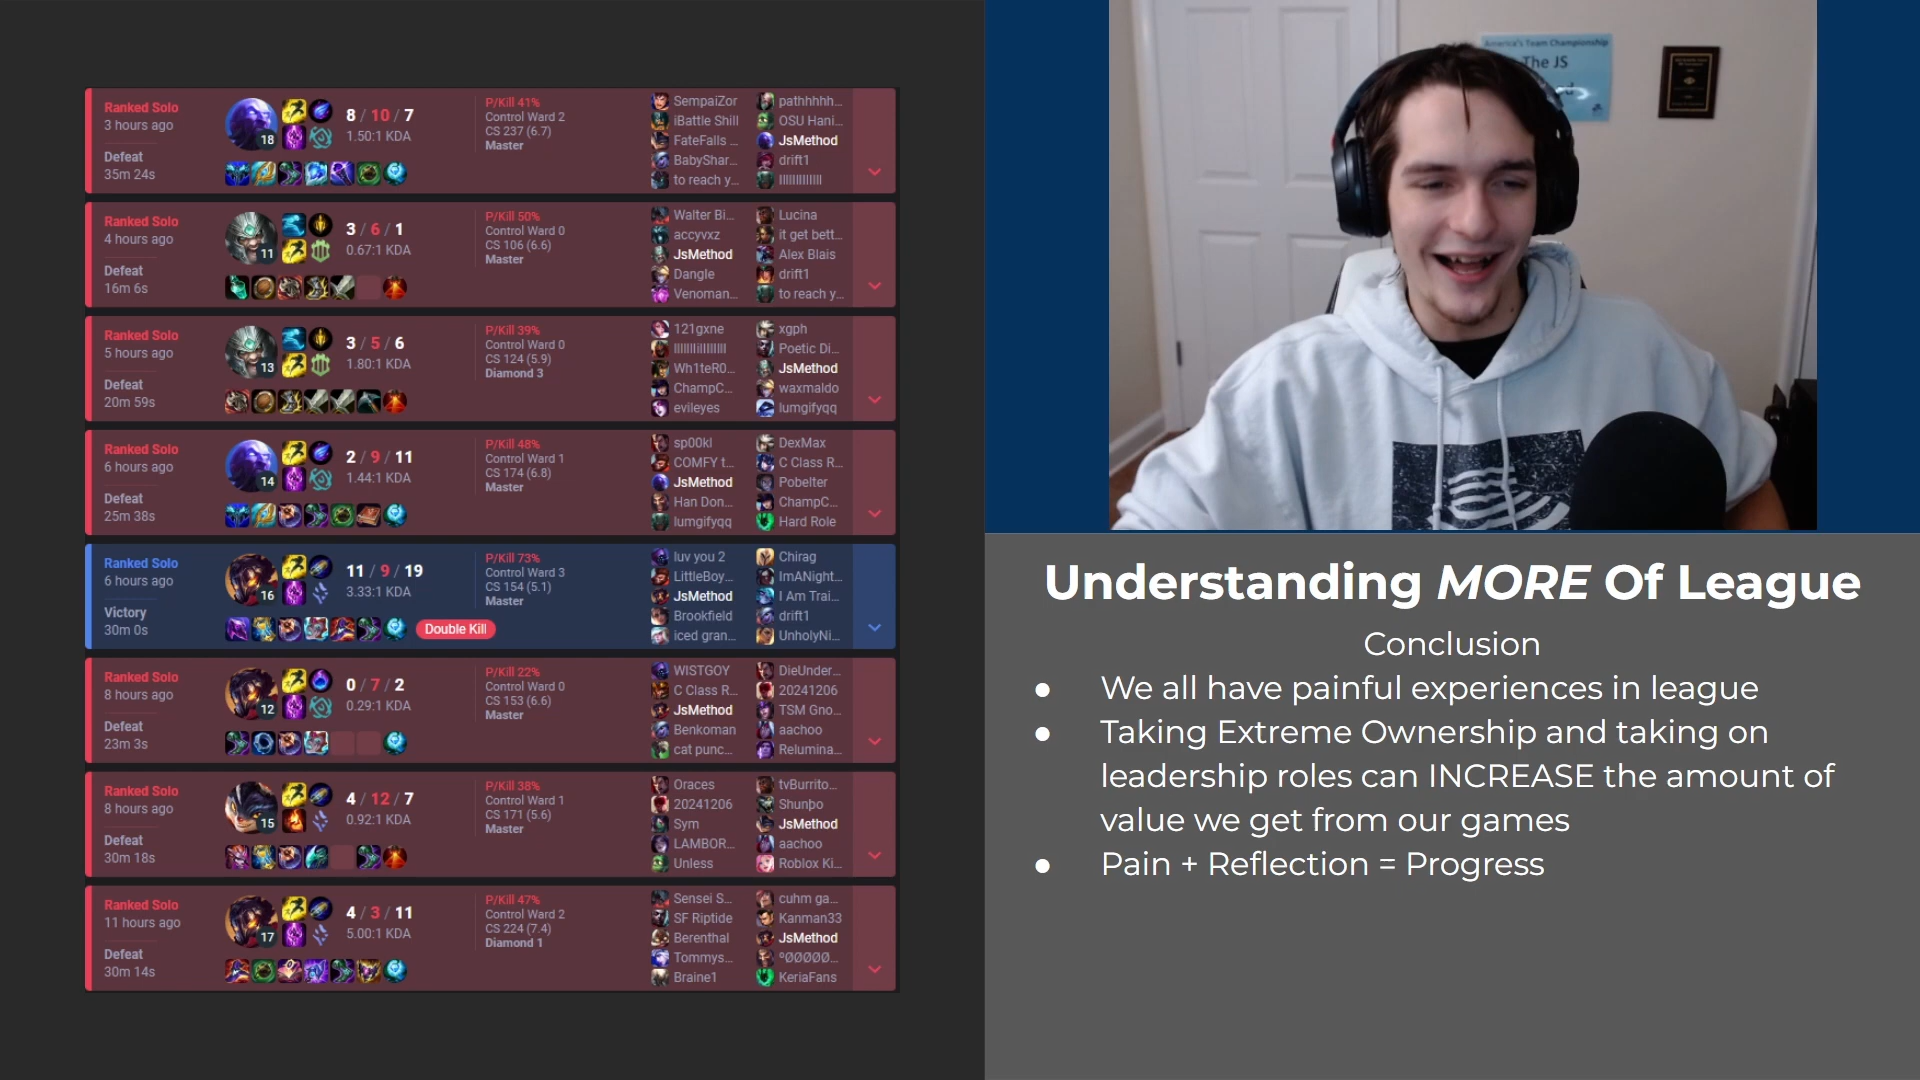 Ranked Solo
3 hours ago
Defeat
35m 24s
18
8 / 10 / 7
1.50:1 KDA
P/Kill 41%
Control Ward 2
CS 237 (6.7)
Master
SempaiZor
iBattle Shill
FateFalls ...
BabyShar...
to reach y...
pathhhhh...
OSU Hani...
JsMethod
drift1
Ranked Solo
4 hours ago
Defeat
16m 6s
11
3 / 6 / 1
0.67:1 KDA
P/Kill 50%
Control Ward 0
CS 106 (6.6)
Master
Walter Bi...
accyvxz
JsMethod
Dangle
Venoman...
Lucina
it get bett...
Alex Blais
drift1
to reach y...
Ranked Solo
5 hours ago
Defeat
20m 59s
13
3 / 5 / 6
1.80:1 KDA
P/Kill 39%
Control Ward 0
CS 124 (5.9)
Diamond 3
121gxne
Wh1teR0...
ChampC...
evileyes
xgph
Poetic Di...
JsMethod
waxmaldo
lumgifyqq
Ranked Solo
6 hours ago
Defeat
25m 38s
14
2 / 9 / 11
1.44:1 KDA
P/Kill 48%
Control Ward 1
CS 174 (6.8)
Master
sp00kl
COMFY t...
JsMethod
Han Don...
lumgifyqq
DexMax
C Class R...
Pobelter
ChampC...
Hard Role
Ranked Solo
6 hours ago
Victory
30m 0s
16
11 / 9 / 19
3.33:1 KDA
Double Kill
P/Kill 73%
Control Ward 3
CS 154 (5.1)
Master
luv you 2
LittleBoy...
JsMethod
Brookfield
iced gran...
Chirag
ImANight...
I Am Trai...
drift1
UnholyNi...
Ranked Solo
8 hours ago
Defeat
23m 3s
12
0 / 7 / 2
0.29:1 KDA
P/Kill 22%
Control Ward 0
CS 153 (6.6)
Master
WISTGOY
C Class R...
JsMethod
Benkoman
cat punc...
DieUnder...
20241206
TSM Gno...
aachoo
Relumina...
Ranked Solo
8 hours ago
Defeat
30m 18s
15
4 / 12 / 7
0.92:1 KDA
P/Kill 38%
Control Ward 1
CS 171 (5.6)
Master
Oraces
20241206
Sym
LAMBOR...
Unless
tvBurrito...
Shunþo
JsMethod
aachoo
Roblox Ki...
Ranked Solo
11 hours ago
Defeat
30m 14s
17
4 / 3 / 11
5.00:1 KDA
P/Kill 47%
Control Ward 2
CS 224 (7.4)
Diamond 1
Sensei S...
SF Riptide
Berenthal
Tommys...
Braine1
cuhm ga...
Kanman33
JsMethod
ºØØØØØ...
KeriaFans
America's Team Championship
The JS
Understanding MORE Of League
Conclusion
● We all have painful experiences in league
● Taking Extreme Ownership and taking on
leadership roles can INCREASE the amount of
value we get from our games
● Pain + Reflection = Progress